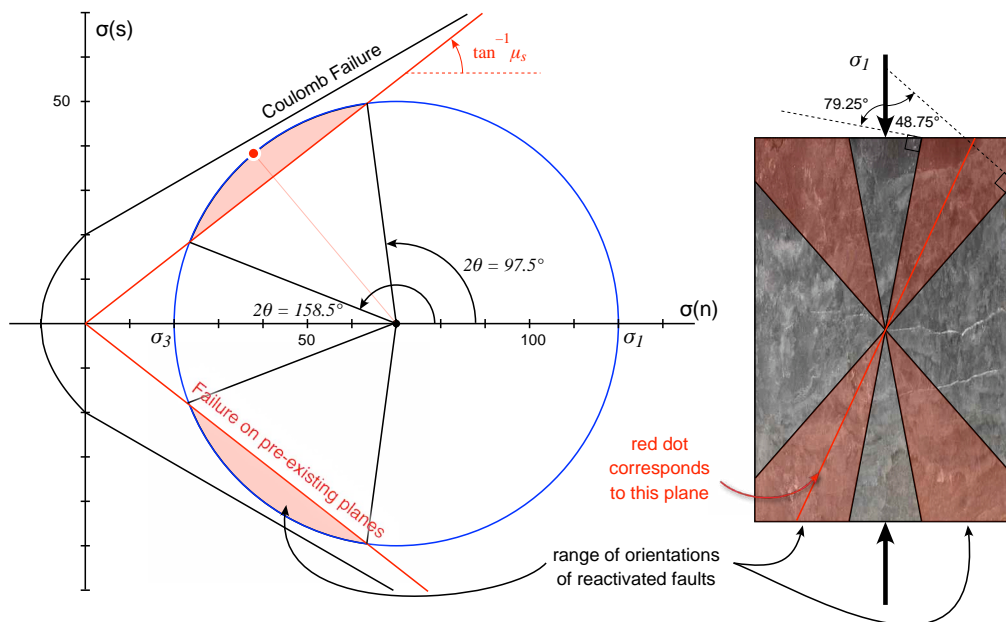 σ(s)
Coulomb Failure
tan⁻¹ μₛ
50
σ1
79.25°
48.75°
2θ = 97.5°
2θ = 158.5°
σ(n)
σ3
50
100
σ1
Failure on pre-existing planes
red dot
corresponds
to this plane
range of orientations
of reactivated faults